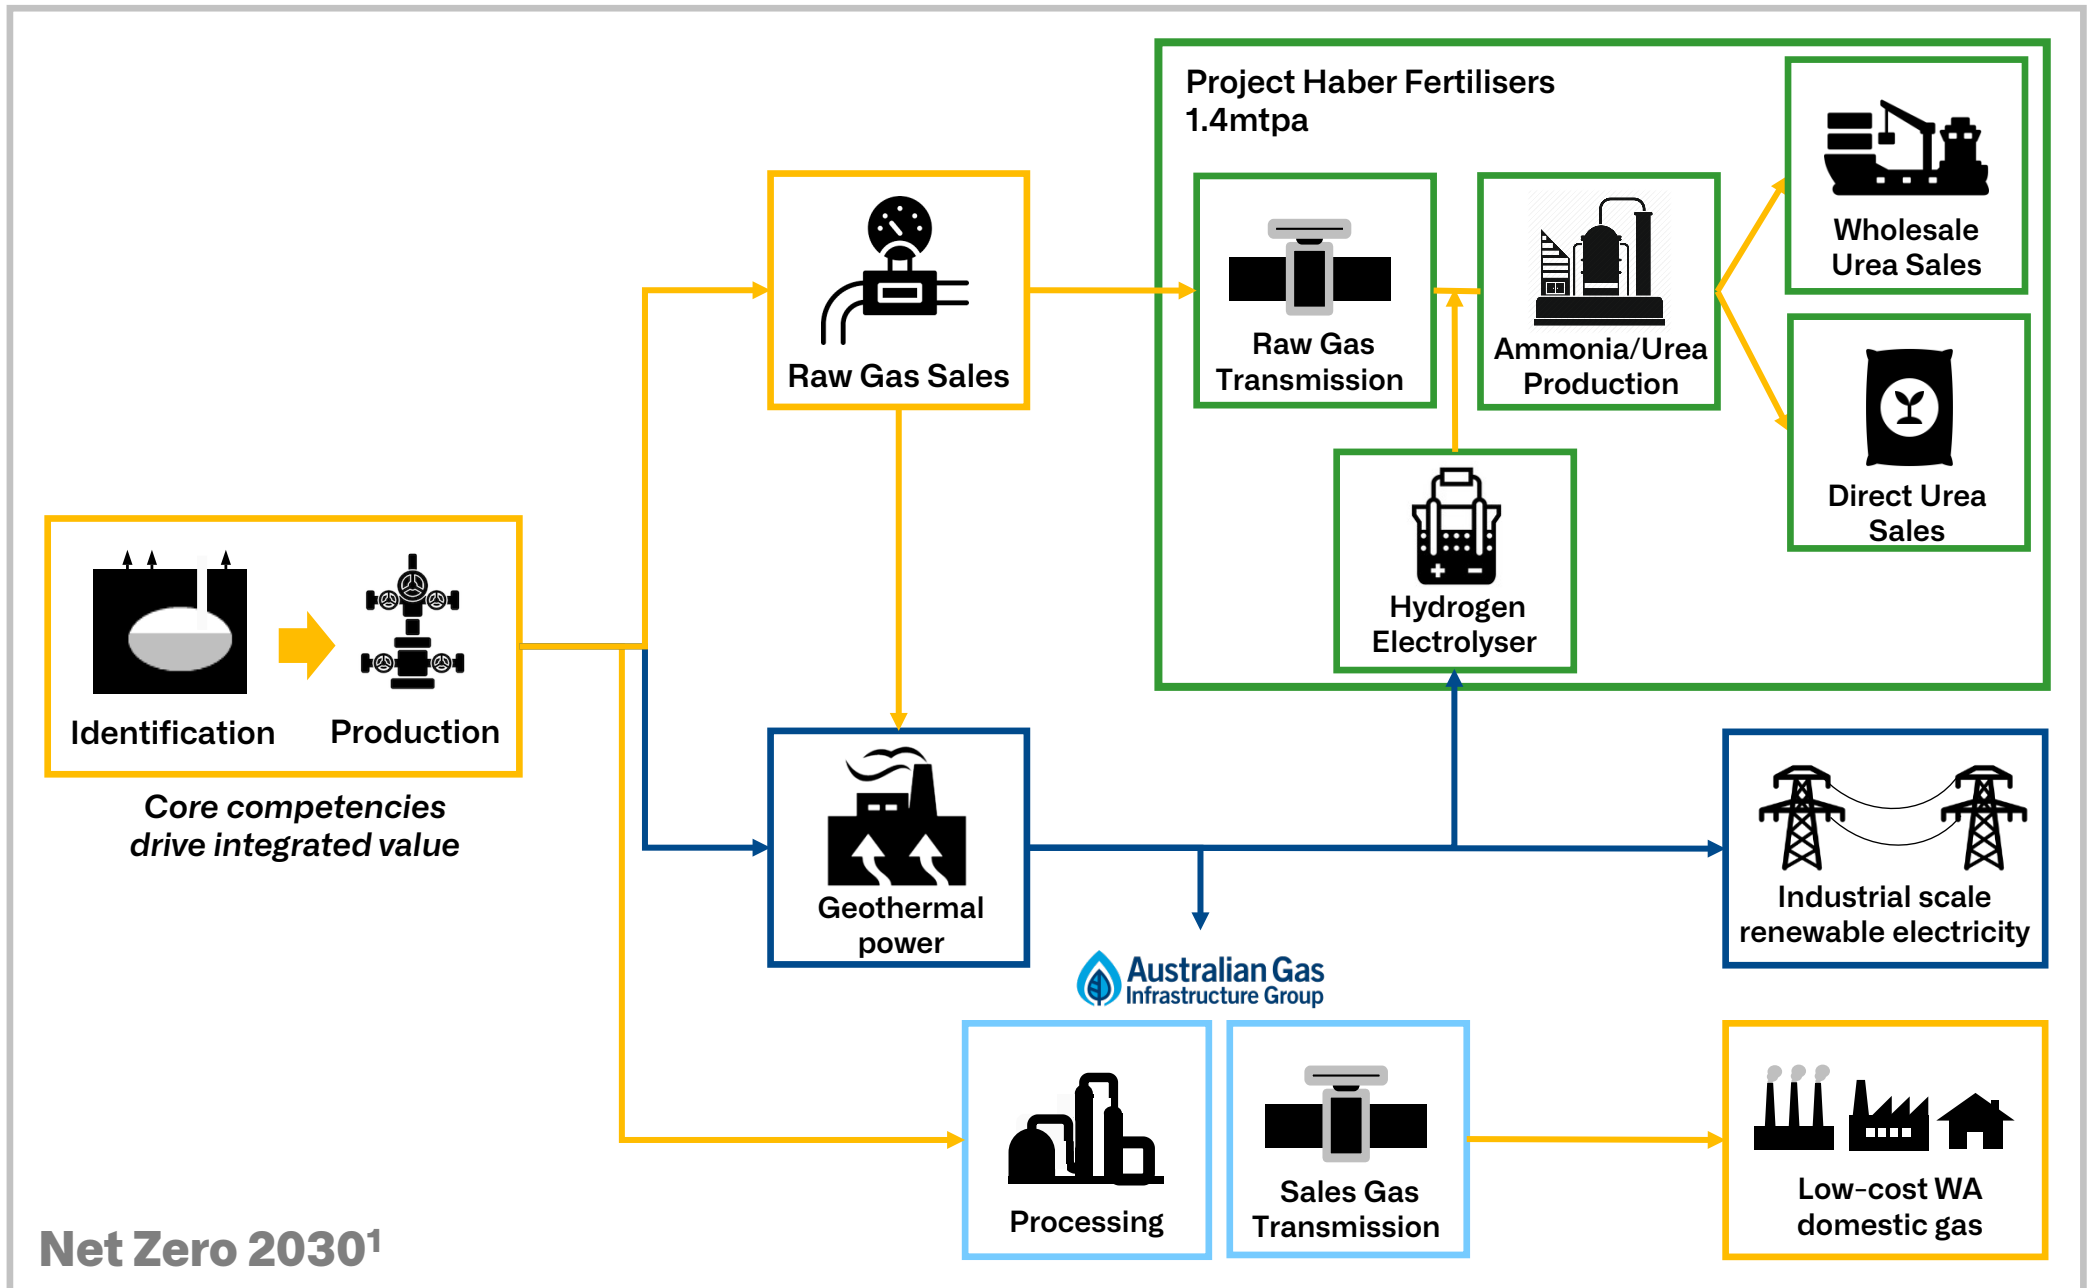 Project Haber Fertilisers
1.4mtpa
Wholesale
Urea Sales
Raw Gas Sales
Raw Gas
Transmission
Ammonia/Urea
Production
Direct Urea
Sales
Hydrogen
Electrolyser
Identification
Production
Core competencies
drive integrated value
Geothermal
power
Industrial scale
renewable electricity
Australian Gas
Infrastructure Group
Processing
Sales Gas
Transmission
Low-cost WA
domestic gas
Net Zero 2030¹